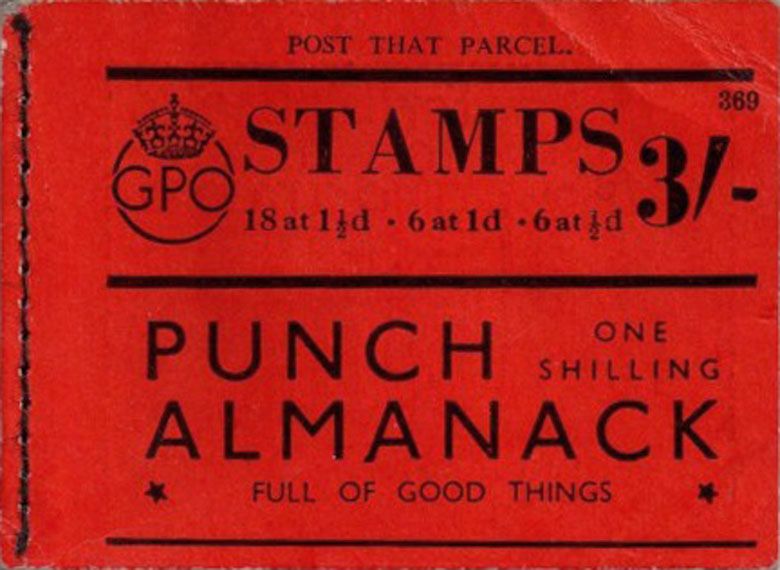 POST THAT PARCEL.
369
STAMPS 3/-
GPO
18 at 1½d · 6 at 1d · 6 at ½d
PUNCH ONE SHILLING
ALMANACK
★ FULL OF GOOD THINGS ★